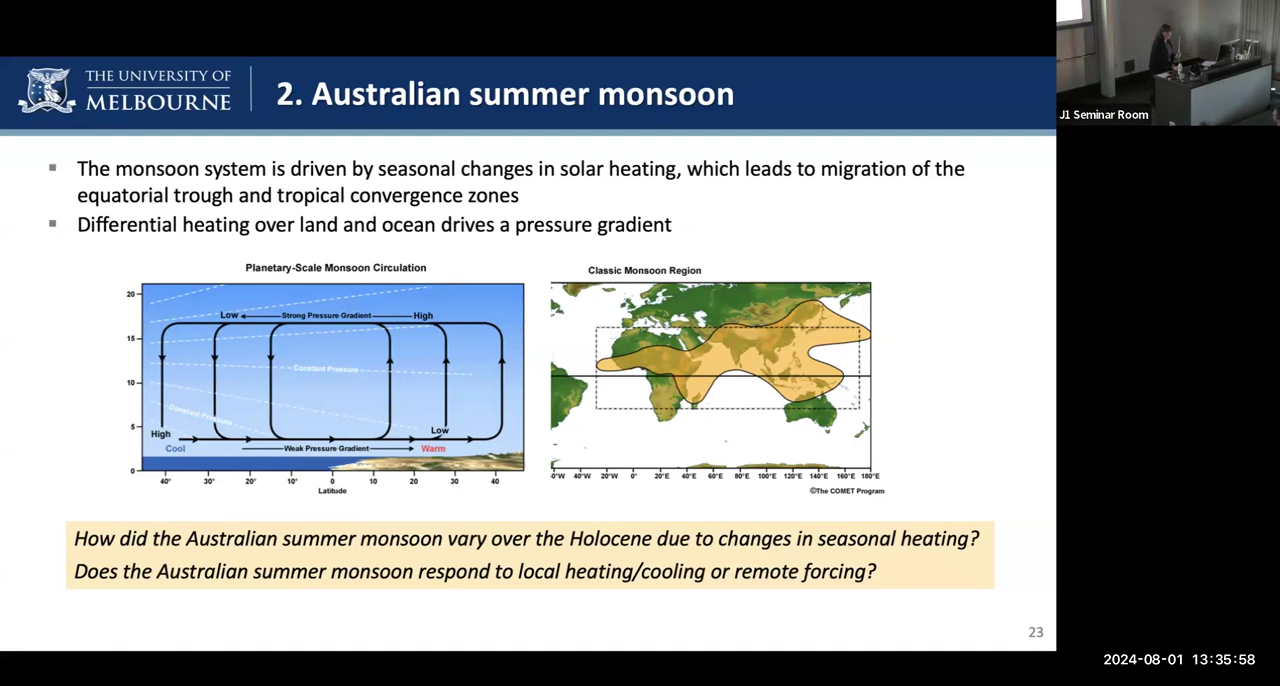 THE UNIVERSITY OF
MELBOURNE
2. Australian summer monsoon
J1 Seminar Room
The monsoon system is driven by seasonal changes in solar heating, which leads to migration of the
equatorial trough and tropical convergence zones
Differential heating over land and ocean drives a pressure gradient
Planetary-Scale Monsoon Circulation
20
15
10
5
0
Low Strong Pressure Gradient High
Constant Pressure
Constant Pressure
High
Low
Cool
Weak Pressure Gradient
Warm
40° 30° 20° 10° 0 10 20 30 40
Latitude
Classic Monsoon Region
0°W 40°W 20°W 0° 20°E 40°E 60°E 80°E 100°E 120°E 140°E 160°E 180°E
©The COMET Program
How did the Australian summer monsoon vary over the Holocene due to changes in seasonal heating?
Does the Australian summer monsoon respond to local heating/cooling or remote forcing?
23
2024-08-01 13:35:58